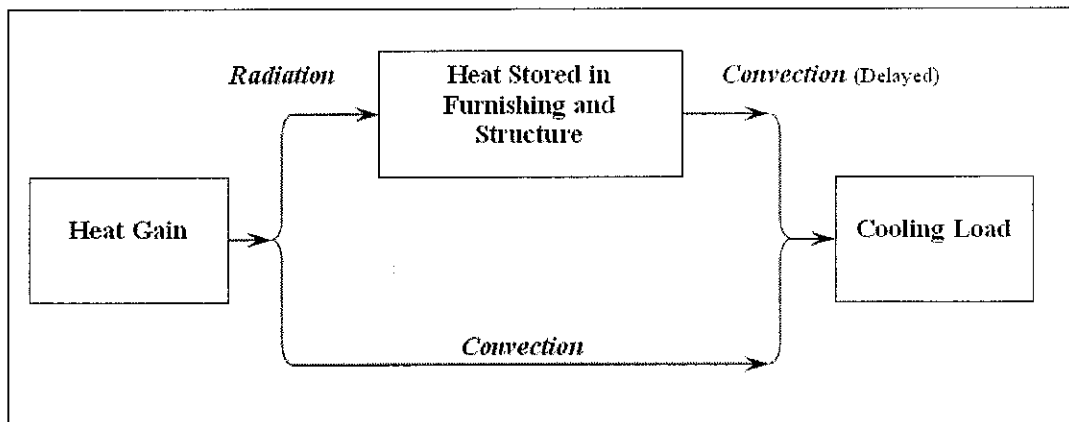 Radiation
Heat Stored in
Furnishing and
Structure
Convection (Delayed)
Heat Gain
Cooling Load
Convection